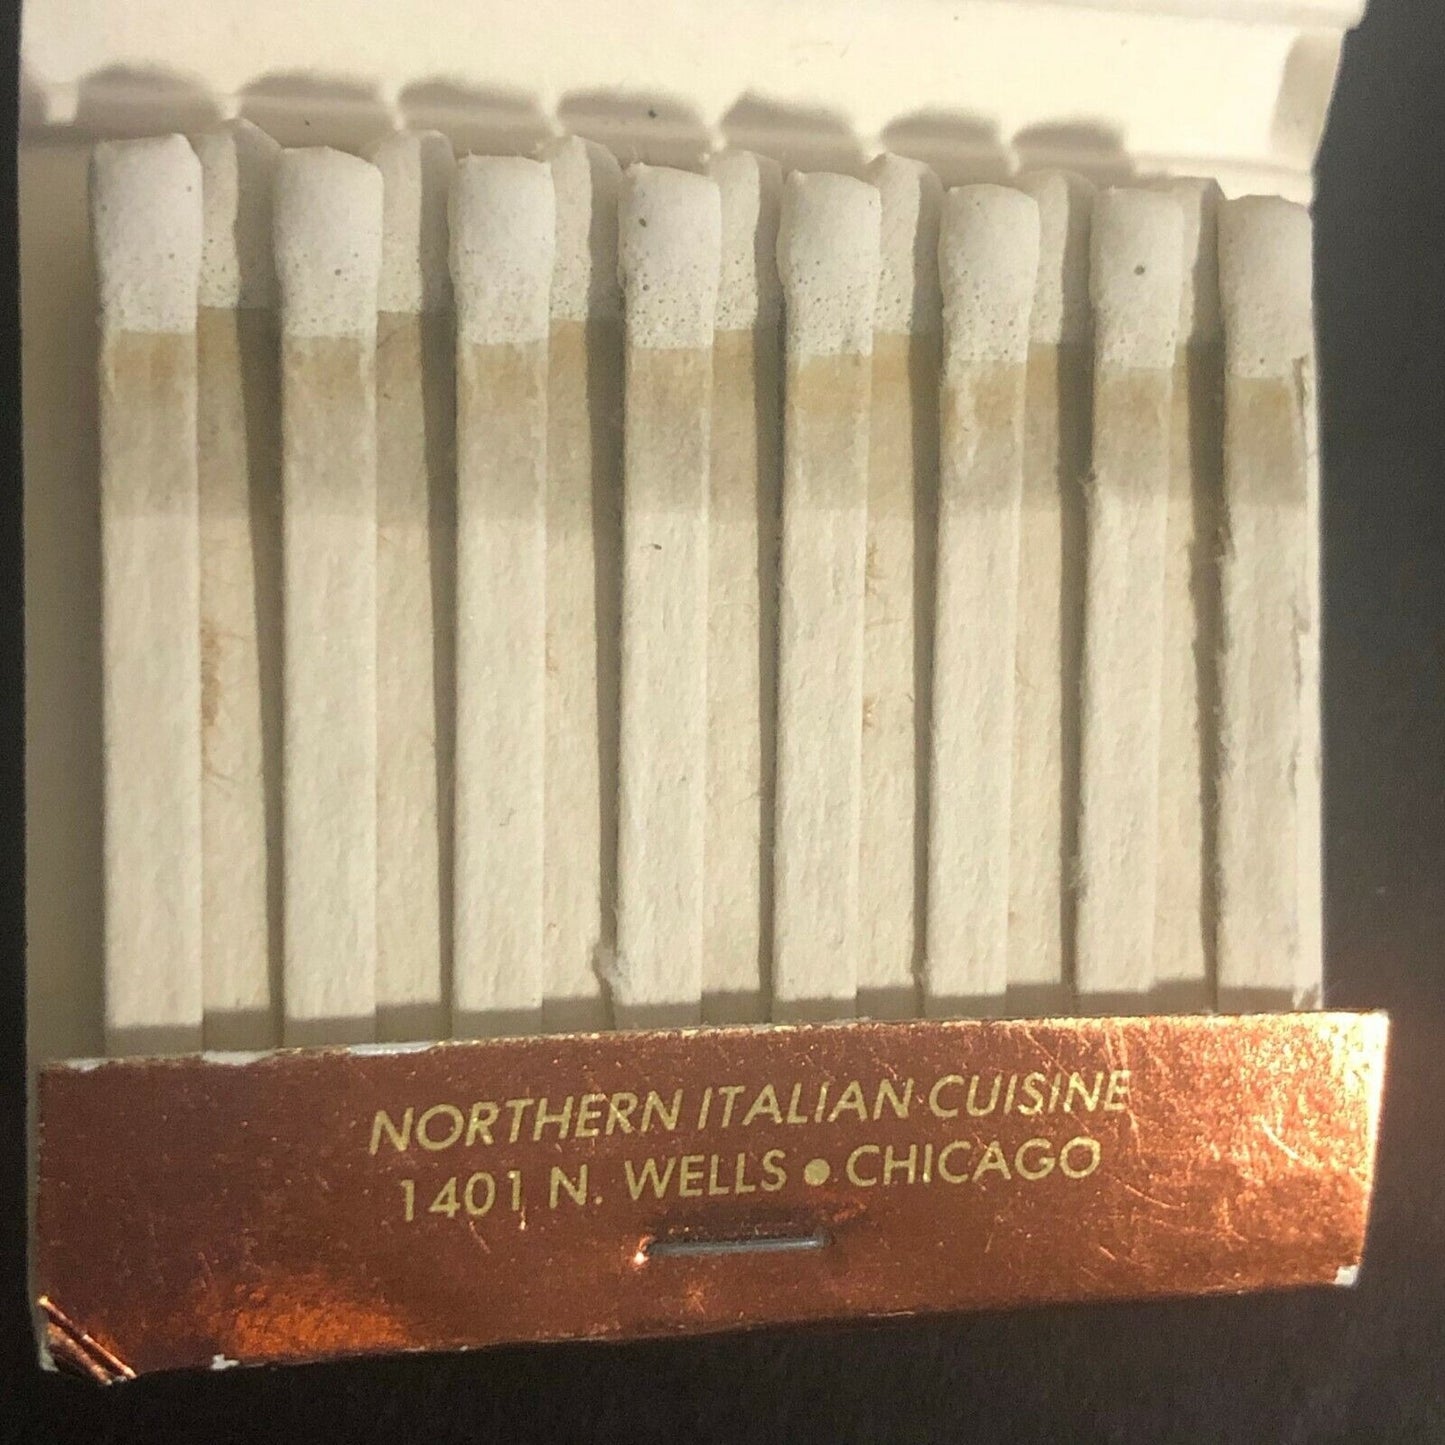 NORTHERN ITALIAN CUISINE
1401 N. WELLS • CHICAGO